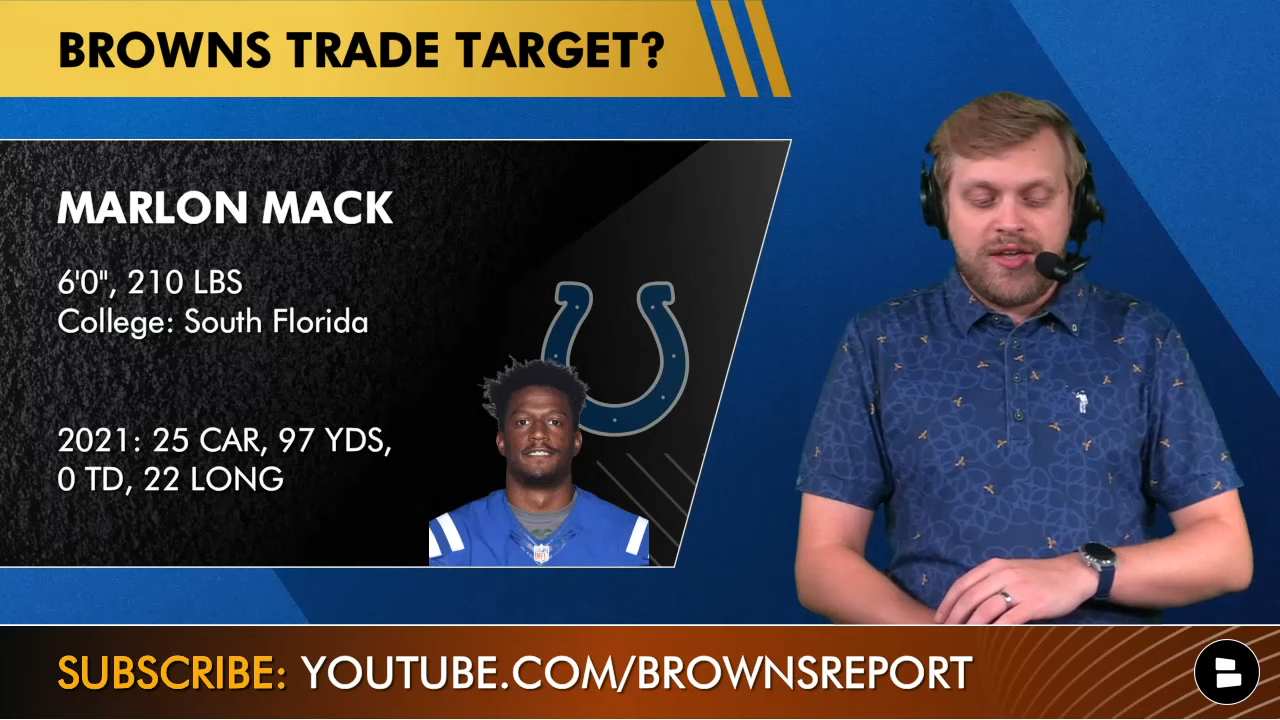 BROWNS TRADE TARGET?
MARLON MACK
6'0", 210 LBS
College: South Florida
2021: 25 CAR, 97 YDS,
0 TD, 22 LONG
SUBSCRIBE: YOUTUBE.COM/BROWNSREPORT